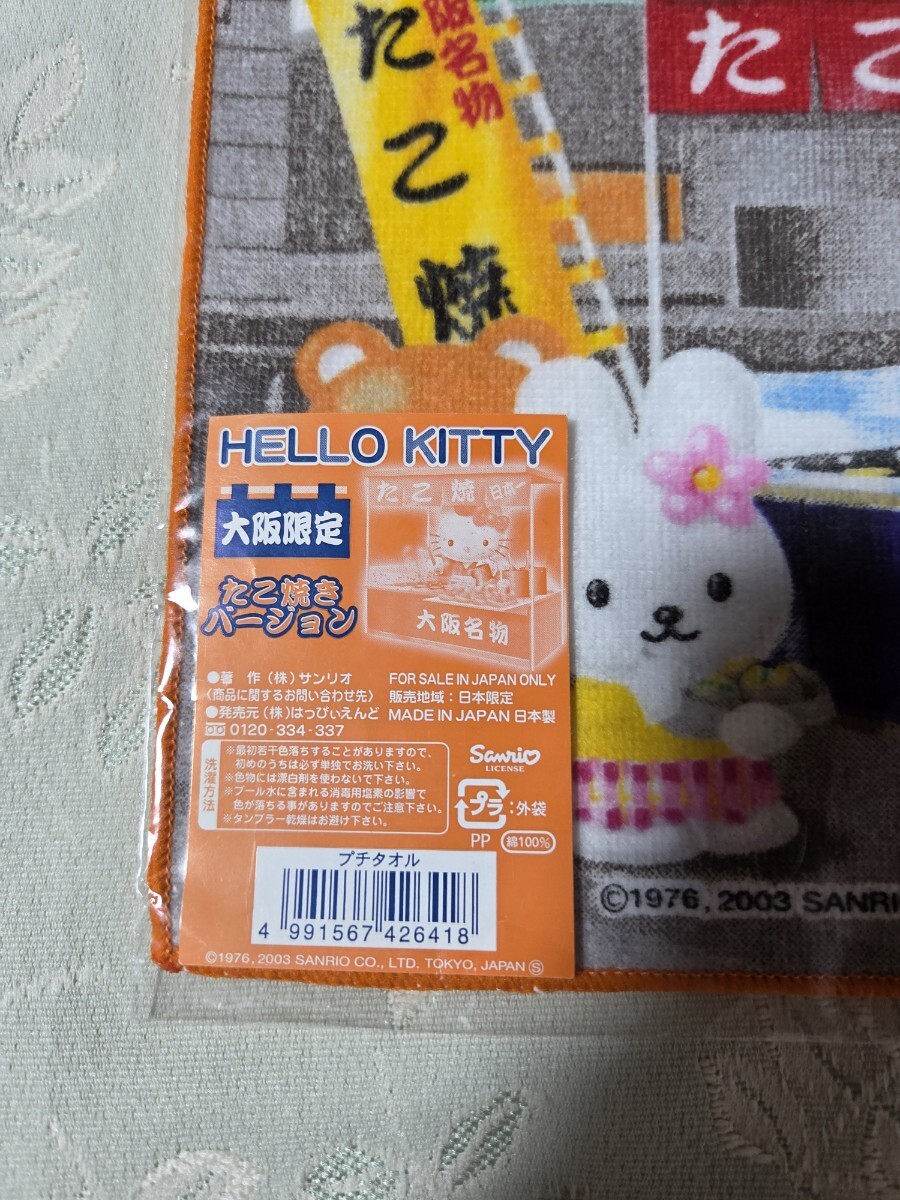 阪名物
たこ焼
たこ
HELLO KITTY
大阪限定
たこ焼 日本一
大阪名物
たこ焼き
バージョン
●著 作（株）サンリオ
〈商品に関するお問い合わせ先〉
●発売元（株）はっぴぃえんど
0120-334-337
FOR SALE IN JAPAN ONLY
販売地域：日本限定
MADE IN JAPAN 日本製
洗濯方法
※最初若干色落ちすることがありますので、
初めのうちは必ず単独でお洗い下さい。
※色物には漂白剤を使わないで下さい。
※プール水に含まれる消毒用塩素の影響で
色が落ちる事がありますのでご注意下さい。
※タンブラー乾燥はお避け下さい。
Sanrio
LICENSE
プラ：外袋
PP 綿100%
プチタオル
4 991567 426418
©1976, 2003 SANRIO CO., LTD. TOKYO, JAPAN Ⓢ
©1976, 2003 SANRI